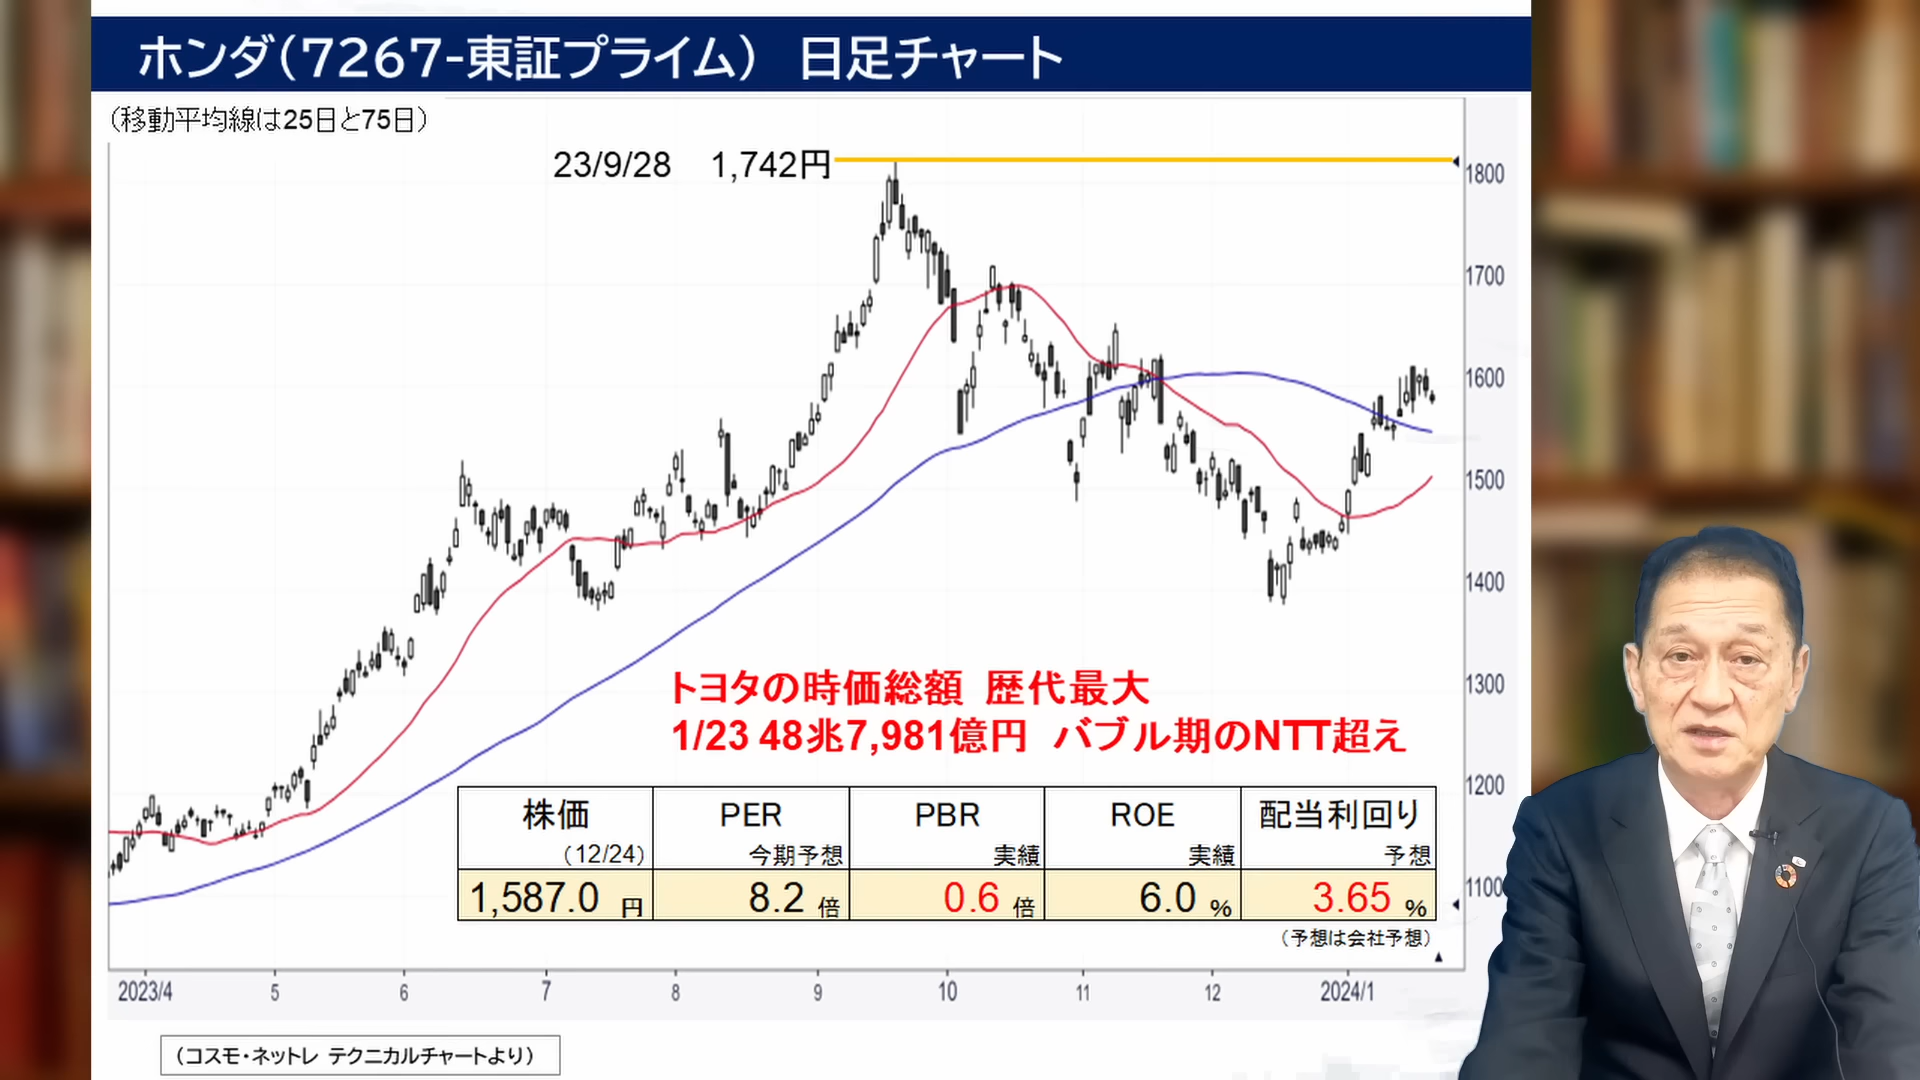 ホンダ(7267-東証プライム) 日足チャート
(移動平均線は25日と75日)
23/9/28 1,742円
1800
1700
1600
1500
1400
1300
1200
1100
トヨタの時価総額 歴代最大
1/23 48兆7,981億円 バブル期のNTT超え
株価 PER PBR ROE 配当利回り
(12/24) 今期予想 実績 実績 予想
1,587.0 円 8.2 倍 0.6 倍 6.0 % 3.65 %
(予想は会社予想)
2023/4 5 6 7 8 9 10 11 12 2024/1
(コスモ・ネットレ テクニカルチャートより)